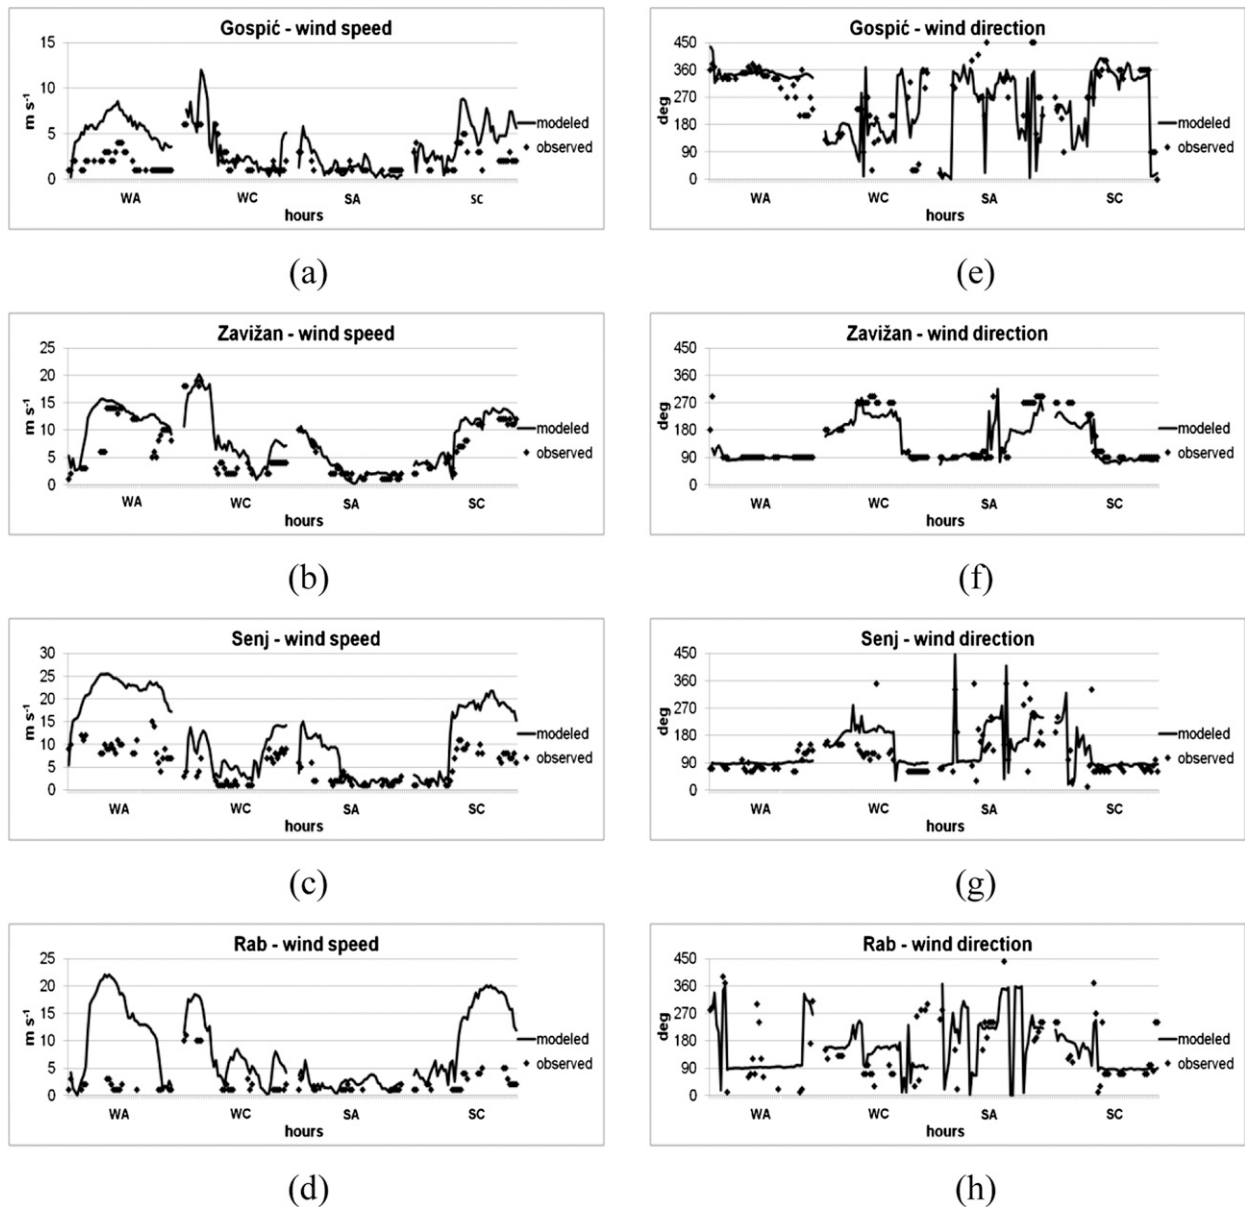 Gospić - wind speed
15
10
5
0
m s⁻¹
WA
WC
SA
SC
hours
modeled
observed
(a)
Gospić - wind direction
450
360
270
180
90
0
deg
WA
WC
SA
SC
hours
modeled
observed
(e)
Zavižan - wind speed
25
20
15
10
5
0
m s⁻¹
WA
WC
SA
SC
hours
modeled
observed
(b)
Zavižan - wind direction
450
360
270
180
90
0
deg
WA
WC
SA
SC
hours
modeled
observed
(f)
Senj - wind speed
30
25
20
15
10
5
0
m s⁻¹
WA
WC
SA
SC
hours
modeled
observed
(c)
Senj - wind direction
450
360
270
180
90
0
deg
WA
WC
SA
SC
hours
modeled
observed
(g)
Rab - wind speed
25
20
15
10
5
0
m s⁻¹
WA
WC
SA
SC
hours
modeled
observed
(d)
Rab - wind direction
450
360
270
180
90
0
deg
WA
WC
SA
SC
hours
modeled
observed
(h)